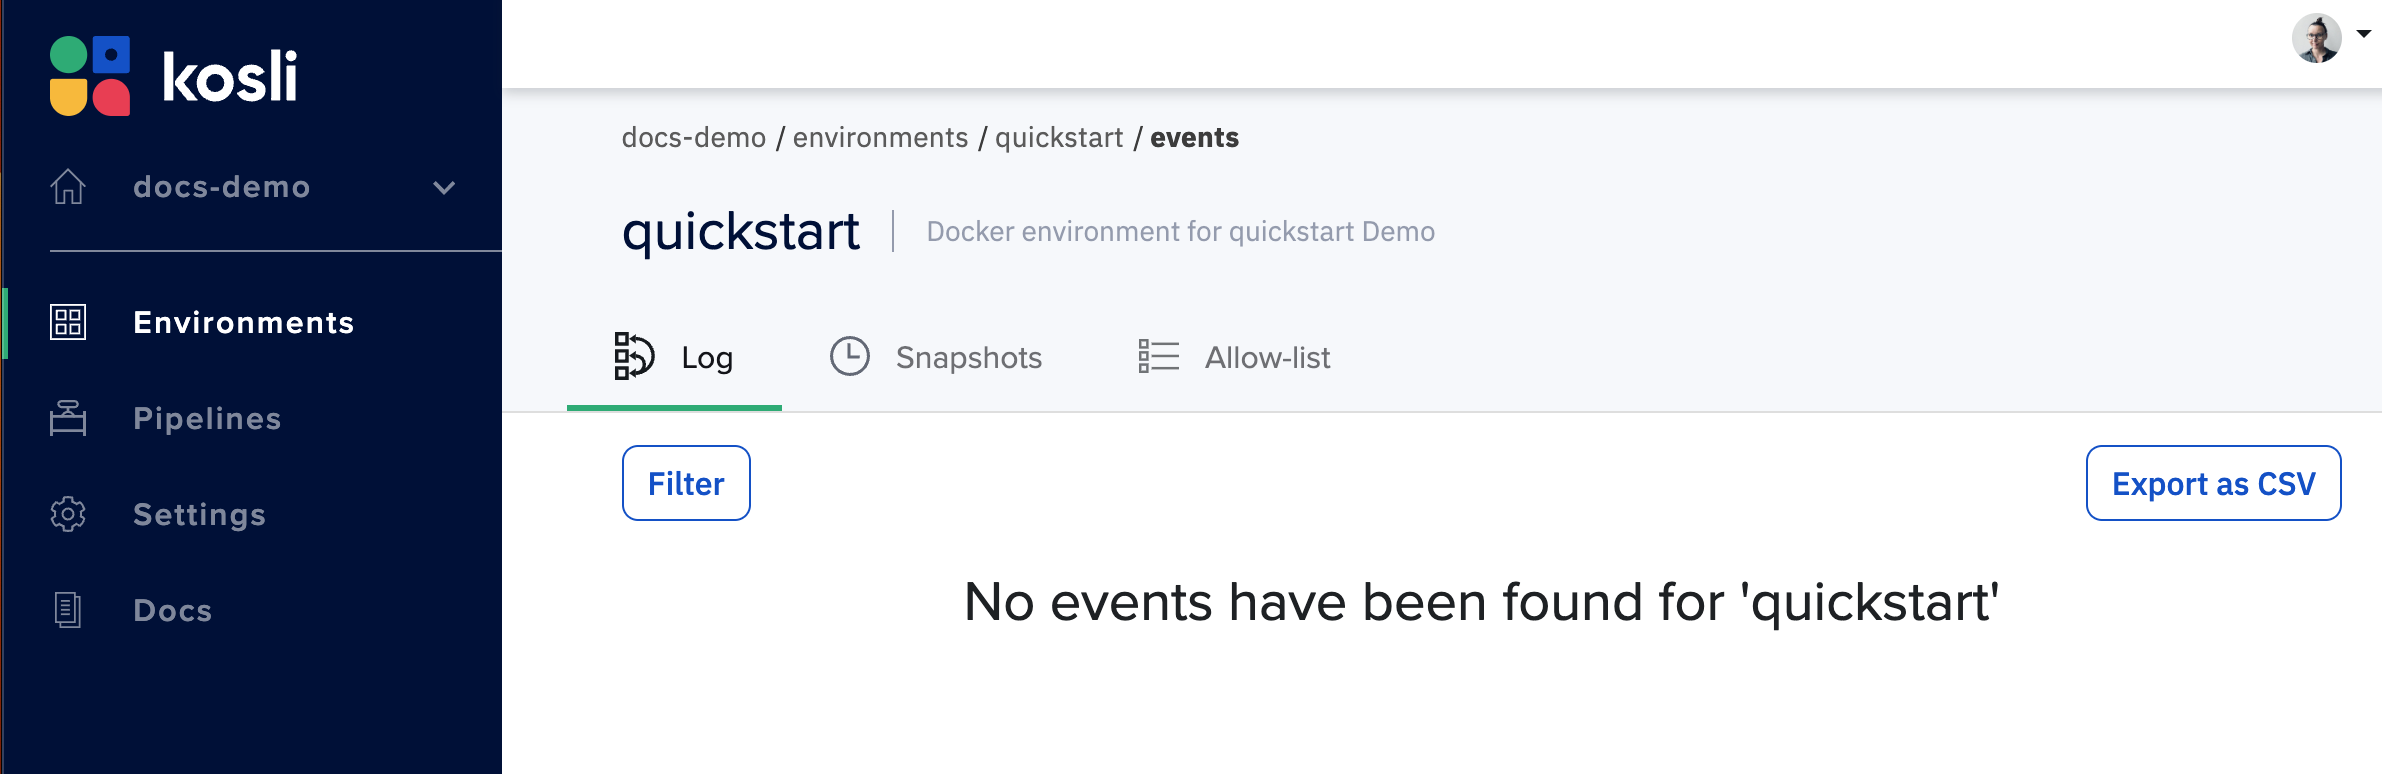 kosli
docs-demo
Environments
Pipelines
Settings
Docs
docs-demo / environments / quickstart / events
quickstart
Docker environment for quickstart Demo
Log
Snapshots
Allow-list
Filter
Export as CSV
No events have been found for 'quickstart'